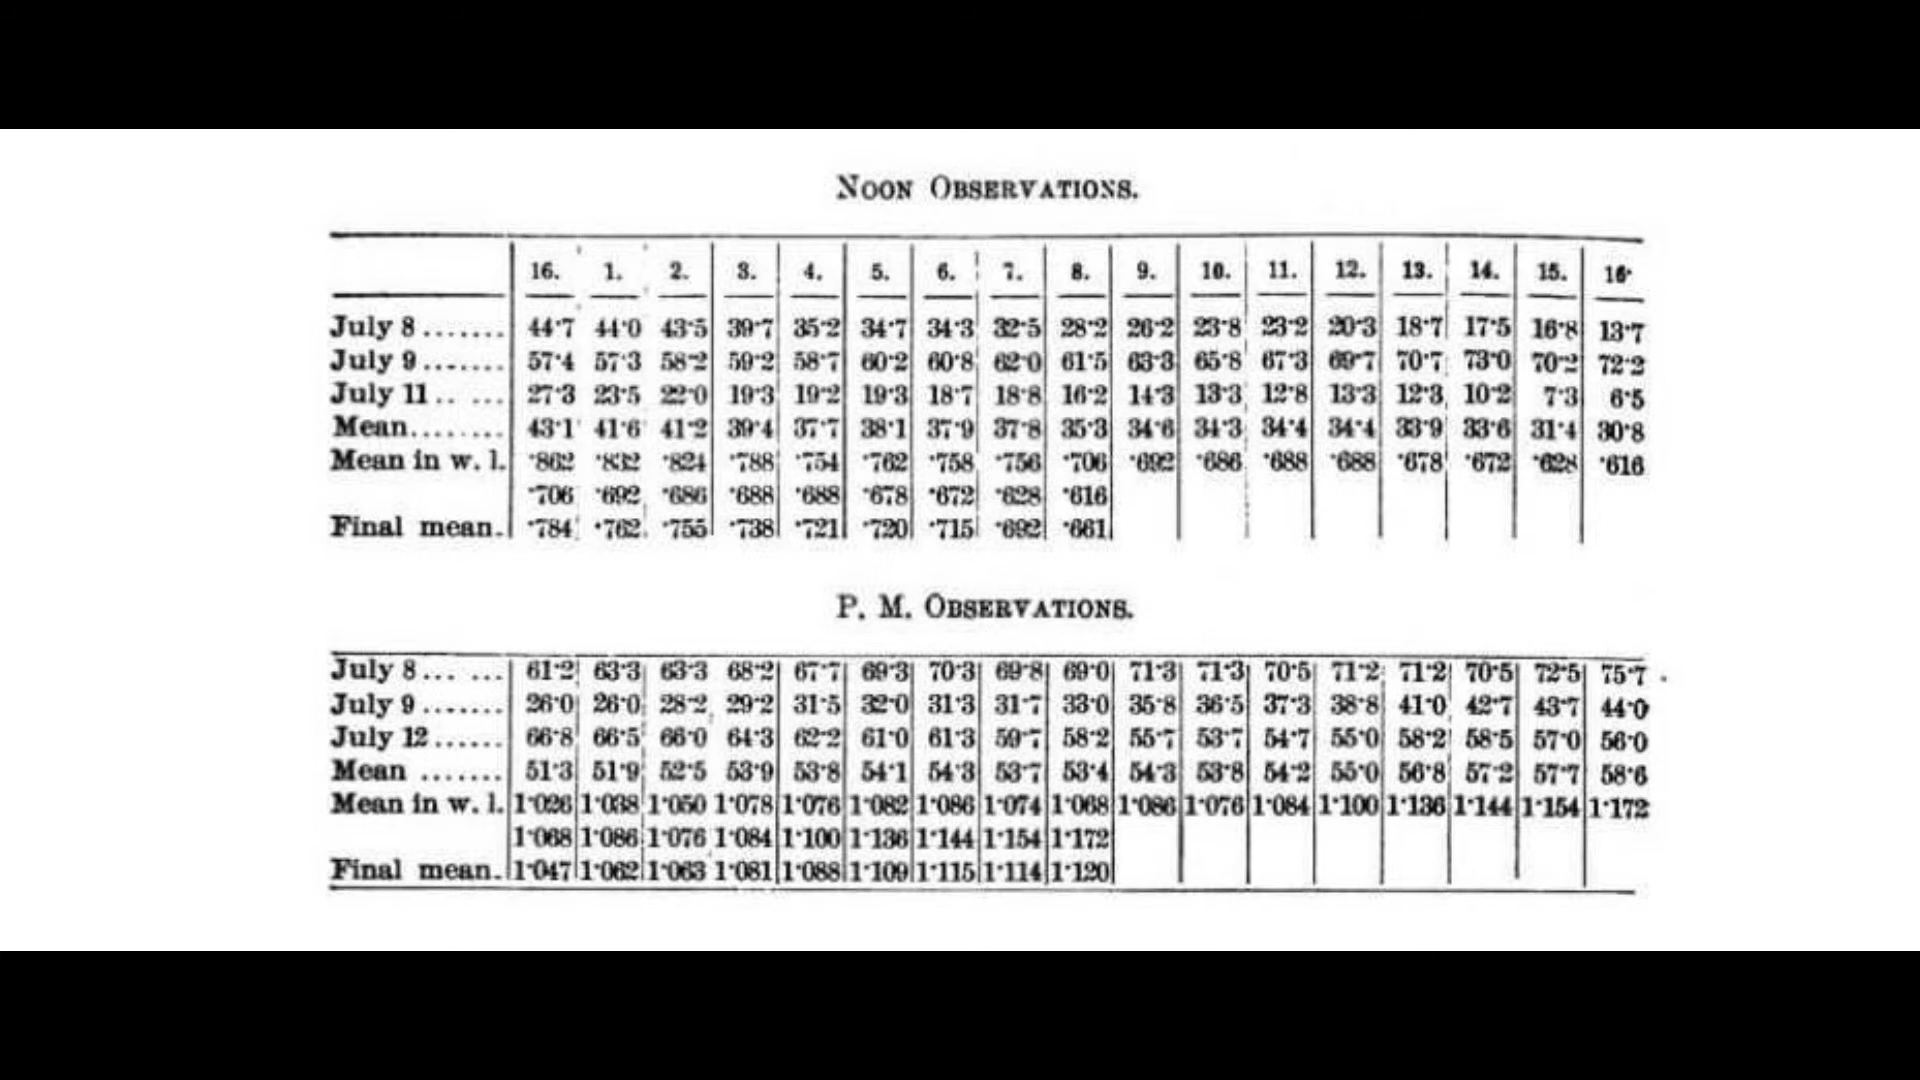 NOON OBSERVATIONS.
16. 1. 2. 3. 4. 5. 6. 7. 8. 9. 10. 11. 12. 13. 14. 15. 16·
July 8....... 44·7 44·0 43·5 39·7 35·2 34·7 34·3 32·5 28·2 26·2 23·8 23·2 20·3 18·7 17·5 16·8 13·7
July 9....... 57·4 57·3 58·2 59·2 58·7 60·2 60·8 62·0 61·5 63·3 65·8 67·3 69·7 70·7 73·0 70·2 72·2
July 11.. ... 27·3 23·5 22·0 19·3 19·2 19·3 18·7 18·8 16·2 14·3 13·3 12·8 13·3 12·3 10·2 7·3 6·5
Mean........ 43·1 41·6 41·2 39·4 37·7 38·1 37·9 37·8 35·3 34·6 34·3 34·4 34·4 33·9 33·6 31·4 30·8
Mean in w. l. ·862 ·832 ·824 ·788 ·754 ·762 ·758 ·756 ·706 ·692 ·686 ·688 ·688 ·678 ·672 ·628 ·616
·706 ·692 ·686 ·688 ·688 ·678 ·672 ·628 ·616
Final mean. ·784 ·762 ·755 ·738 ·721 ·720 ·715 ·692 ·661
P. M. OBSERVATIONS.
July 8... ... 61·2 63·3 63·3 68·2 67·7 69·3 70·3 69·8 69·0 71·3 71·3 70·5 71·2 71·2 70·5 72·5 75·7
July 9....... 26·0 26·0 28·2 29·2 31·5 32·0 31·3 31·7 33·0 35·8 36·5 37·3 38·8 41·0 42·7 43·7 44·0
July 12...... 66·8 66·5 66·0 64·3 62·2 61·0 61·3 59·7 58·2 55·7 53·7 54·7 55·0 58·2 58·5 57·0 56·0
Mean ....... 51·3 51·9 52·5 53·9 53·8 54·1 54·3 53·7 53·4 54·3 53·8 54·2 55·0 56·8 57·2 57·7 58·6
Mean in w. l. 1·026 1·038 1·050 1·078 1·076 1·082 1·086 1·074 1·068 1·086 1·076 1·084 1·100 1·136 1·144 1·154 1·172
1·068 1·086 1·076 1·084 1·100 1·136 1·144 1·154 1·172
Final mean. 1·047 1·062 1·063 1·081 1·088 1·109 1·115 1·114 1·120